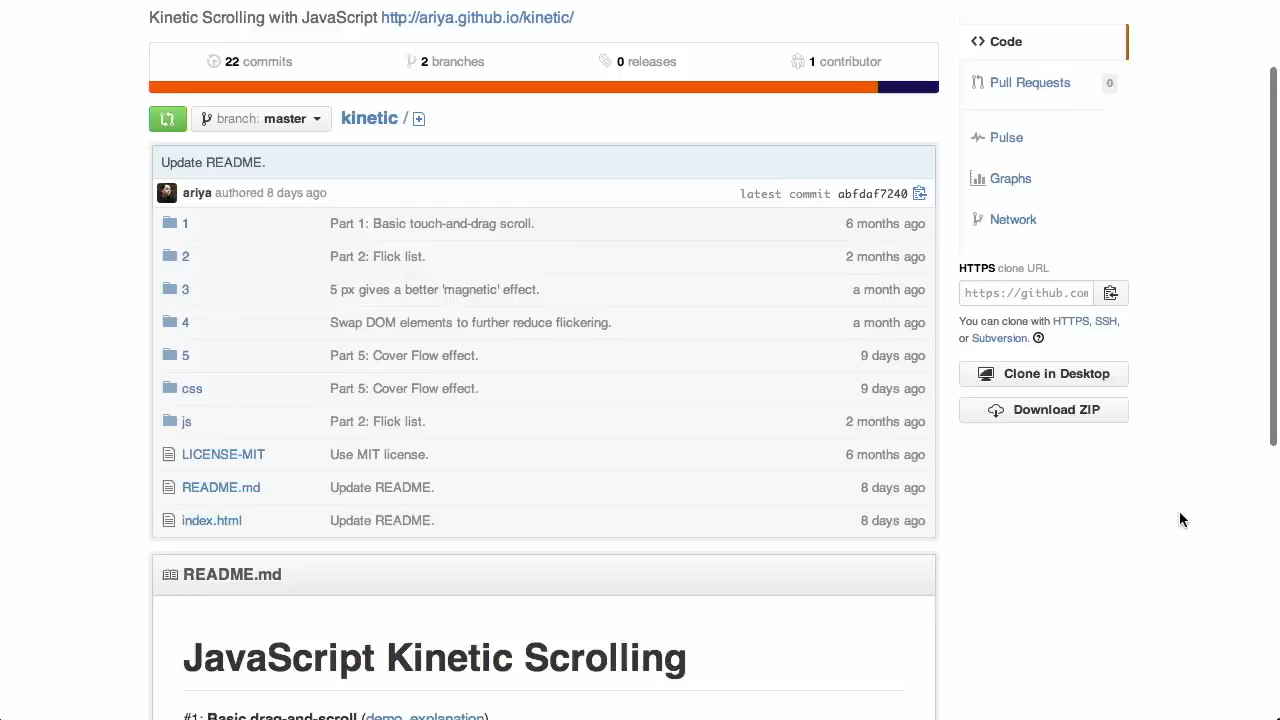 Kinetic Scrolling with JavaScript http://ariya.github.io/kinetic/
22 commits 2 branches 0 releases 1 contributor
branch: master kinetic /
Update README.
ariya authored 8 days ago latest commit abfdaf7240
1 Part 1: Basic touch-and-drag scroll. 6 months ago
2 Part 2: Flick list. 2 months ago
3 5 px gives a better 'magnetic' effect. a month ago
4 Swap DOM elements to further reduce flickering. a month ago
5 Part 5: Cover Flow effect. 9 days ago
css Part 5: Cover Flow effect. 9 days ago
js Part 2: Flick list. 2 months ago
LICENSE-MIT Use MIT license. 6 months ago
README.md Update README. 8 days ago
index.html Update README. 8 days ago
README.md
JavaScript Kinetic Scrolling
#1: Basic drag-and-scroll (demo, explanation)
Code
Pull Requests 0
Pulse
Graphs
Network
HTTPS clone URL
https://github.com
You can clone with HTTPS, SSH,
or Subversion.
Clone in Desktop
Download ZIP